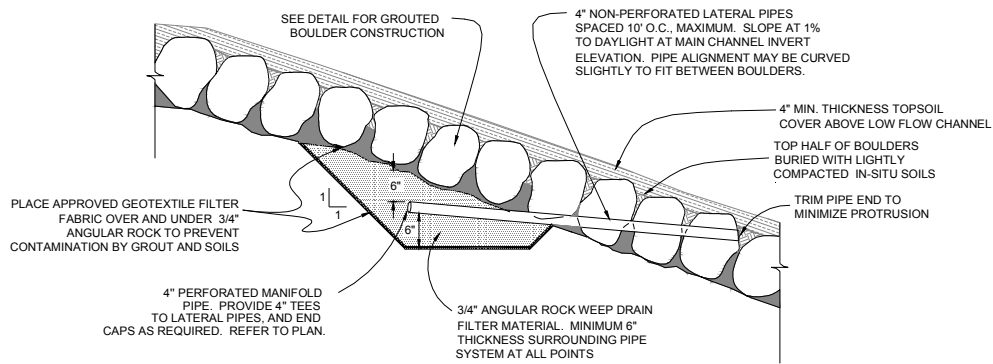 SEE DETAIL FOR GROUTED
BOULDER CONSTRUCTION
4" NON-PERFORATED LATERAL PIPES
SPACED 10' O.C., MAXIMUM. SLOPE AT 1%
TO DAYLIGHT AT MAIN CHANNEL INVERT
ELEVATION. PIPE ALIGNMENT MAY BE CURVED
SLIGHTLY TO FIT BETWEEN BOULDERS.
4" MIN. THICKNESS TOPSOIL
COVER ABOVE LOW FLOW CHANNEL
TOP HALF OF BOULDERS
BURIED WITH LIGHTLY
COMPACTED IN-SITU SOILS
TRIM PIPE END TO
MINIMIZE PROTRUSION
6"
1
1
6"
PLACE APPROVED GEOTEXTILE FILTER
FABRIC OVER AND UNDER 3/4"
ANGULAR ROCK TO PREVENT
CONTAMINATION BY GROUT AND SOILS
4" PERFORATED MANIFOLD
PIPE. PROVIDE 4" TEES
TO LATERAL PIPES, AND END
CAPS AS REQUIRED. REFER TO PLAN.
3/4" ANGULAR ROCK WEEP DRAIN
FILTER MATERIAL. MINIMUM 6"
THICKNESS SURROUNDING PIPE
SYSTEM AT ALL POINTS